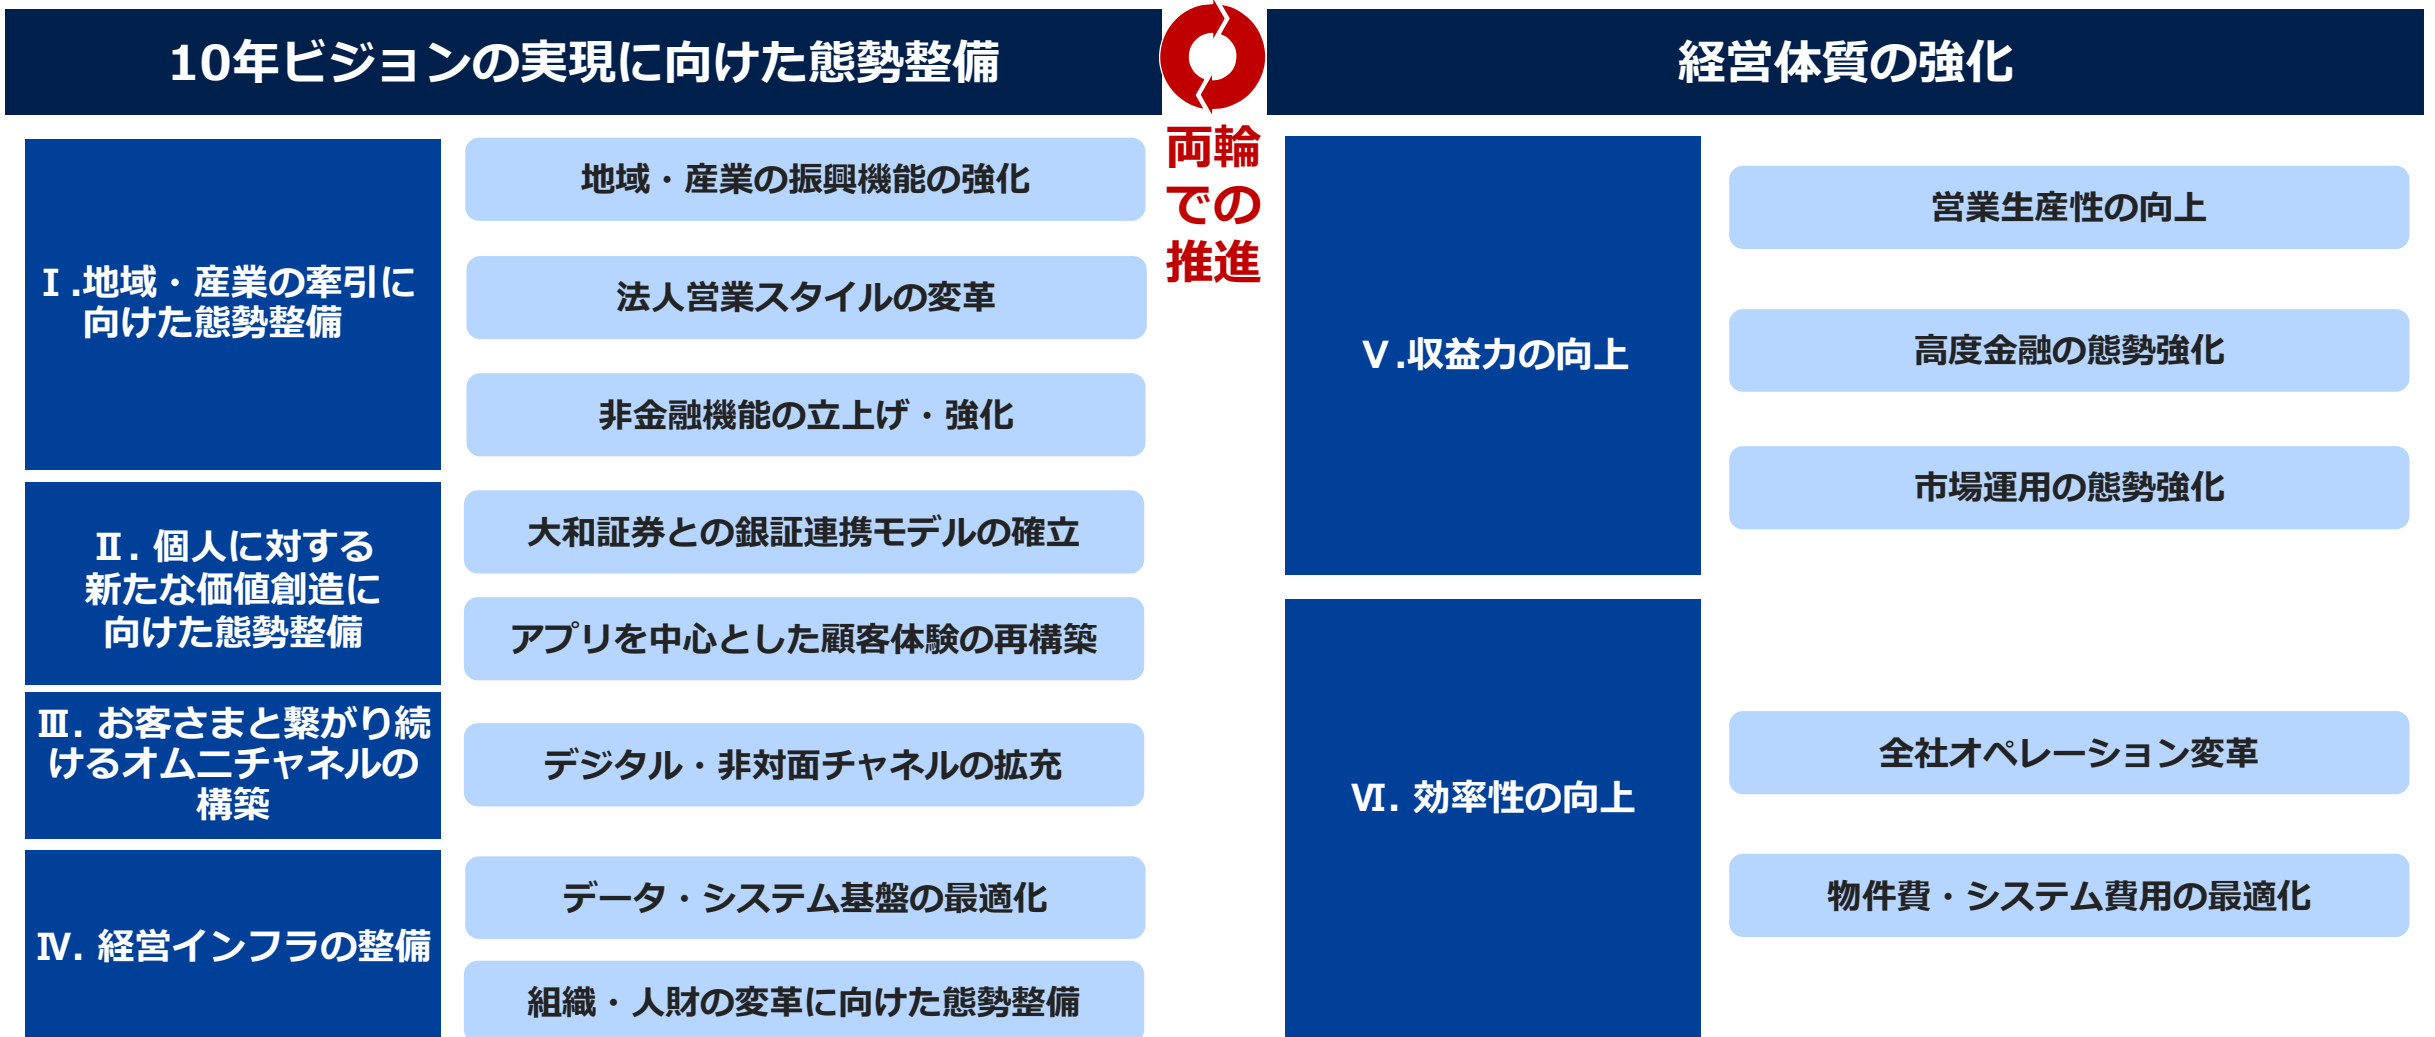 10年ビジョンの実現に向けた態勢整備
両輪
での
推進
経営体質の強化
Ⅰ.地域・産業の牽引に
向けた態勢整備
地域・産業の振興機能の強化
法人営業スタイルの変革
非金融機能の立上げ・強化
Ⅱ. 個人に対する
新たな価値創造に
向けた態勢整備
大和証券との銀証連携モデルの確立
アプリを中心とした顧客体験の再構築
Ⅲ. お客さまと繋がり続
けるオムニチャネルの
構築
デジタル・非対面チャネルの拡充
Ⅳ. 経営インフラの整備
データ・システム基盤の最適化
組織・人財の変革に向けた態勢整備
Ⅴ.収益力の向上
営業生産性の向上
高度金融の態勢強化
市場運用の態勢強化
Ⅵ. 効率性の向上
全社オペレーション変革
物件費・システム費用の最適化